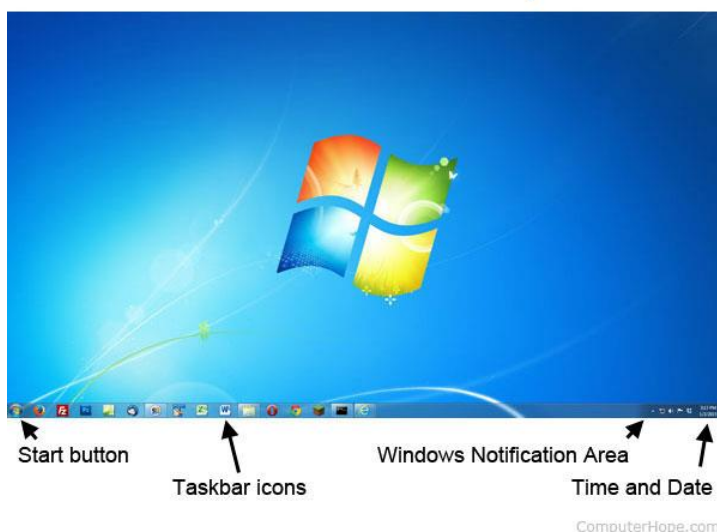 Start button
Windows Notification Area
Taskbar icons
Time and Date
ComputerHope.com